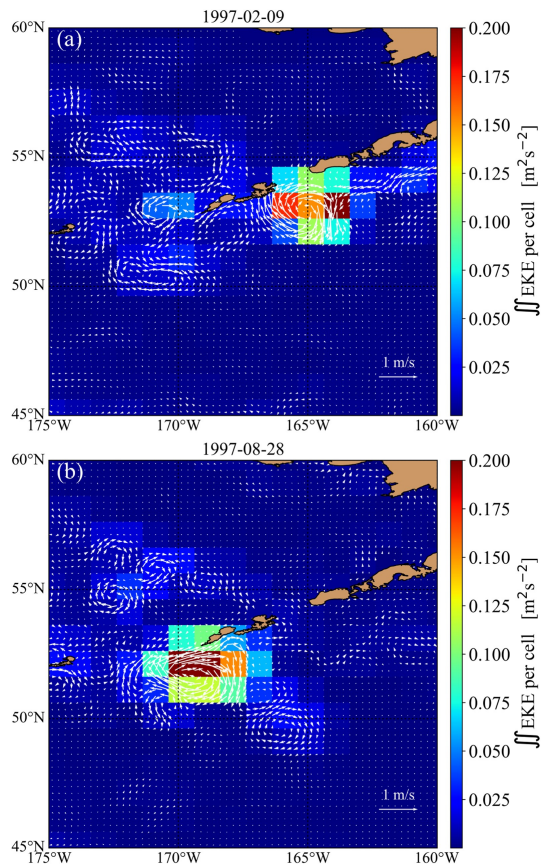 1997-02-09
(a)
60°N
55°N
50°N
45°N
175°W
170°W
165°W
160°W
1 m/s
0.200
0.175
0.150
0.125
0.100
0.075
0.050
0.025
∬ EKE per cell [m²s⁻²]
1997-08-28
(b)
60°N
55°N
50°N
45°N
175°W
170°W
165°W
160°W
1 m/s
0.200
0.175
0.150
0.125
0.100
0.075
0.050
0.025
∬ EKE per cell [m²s⁻²]